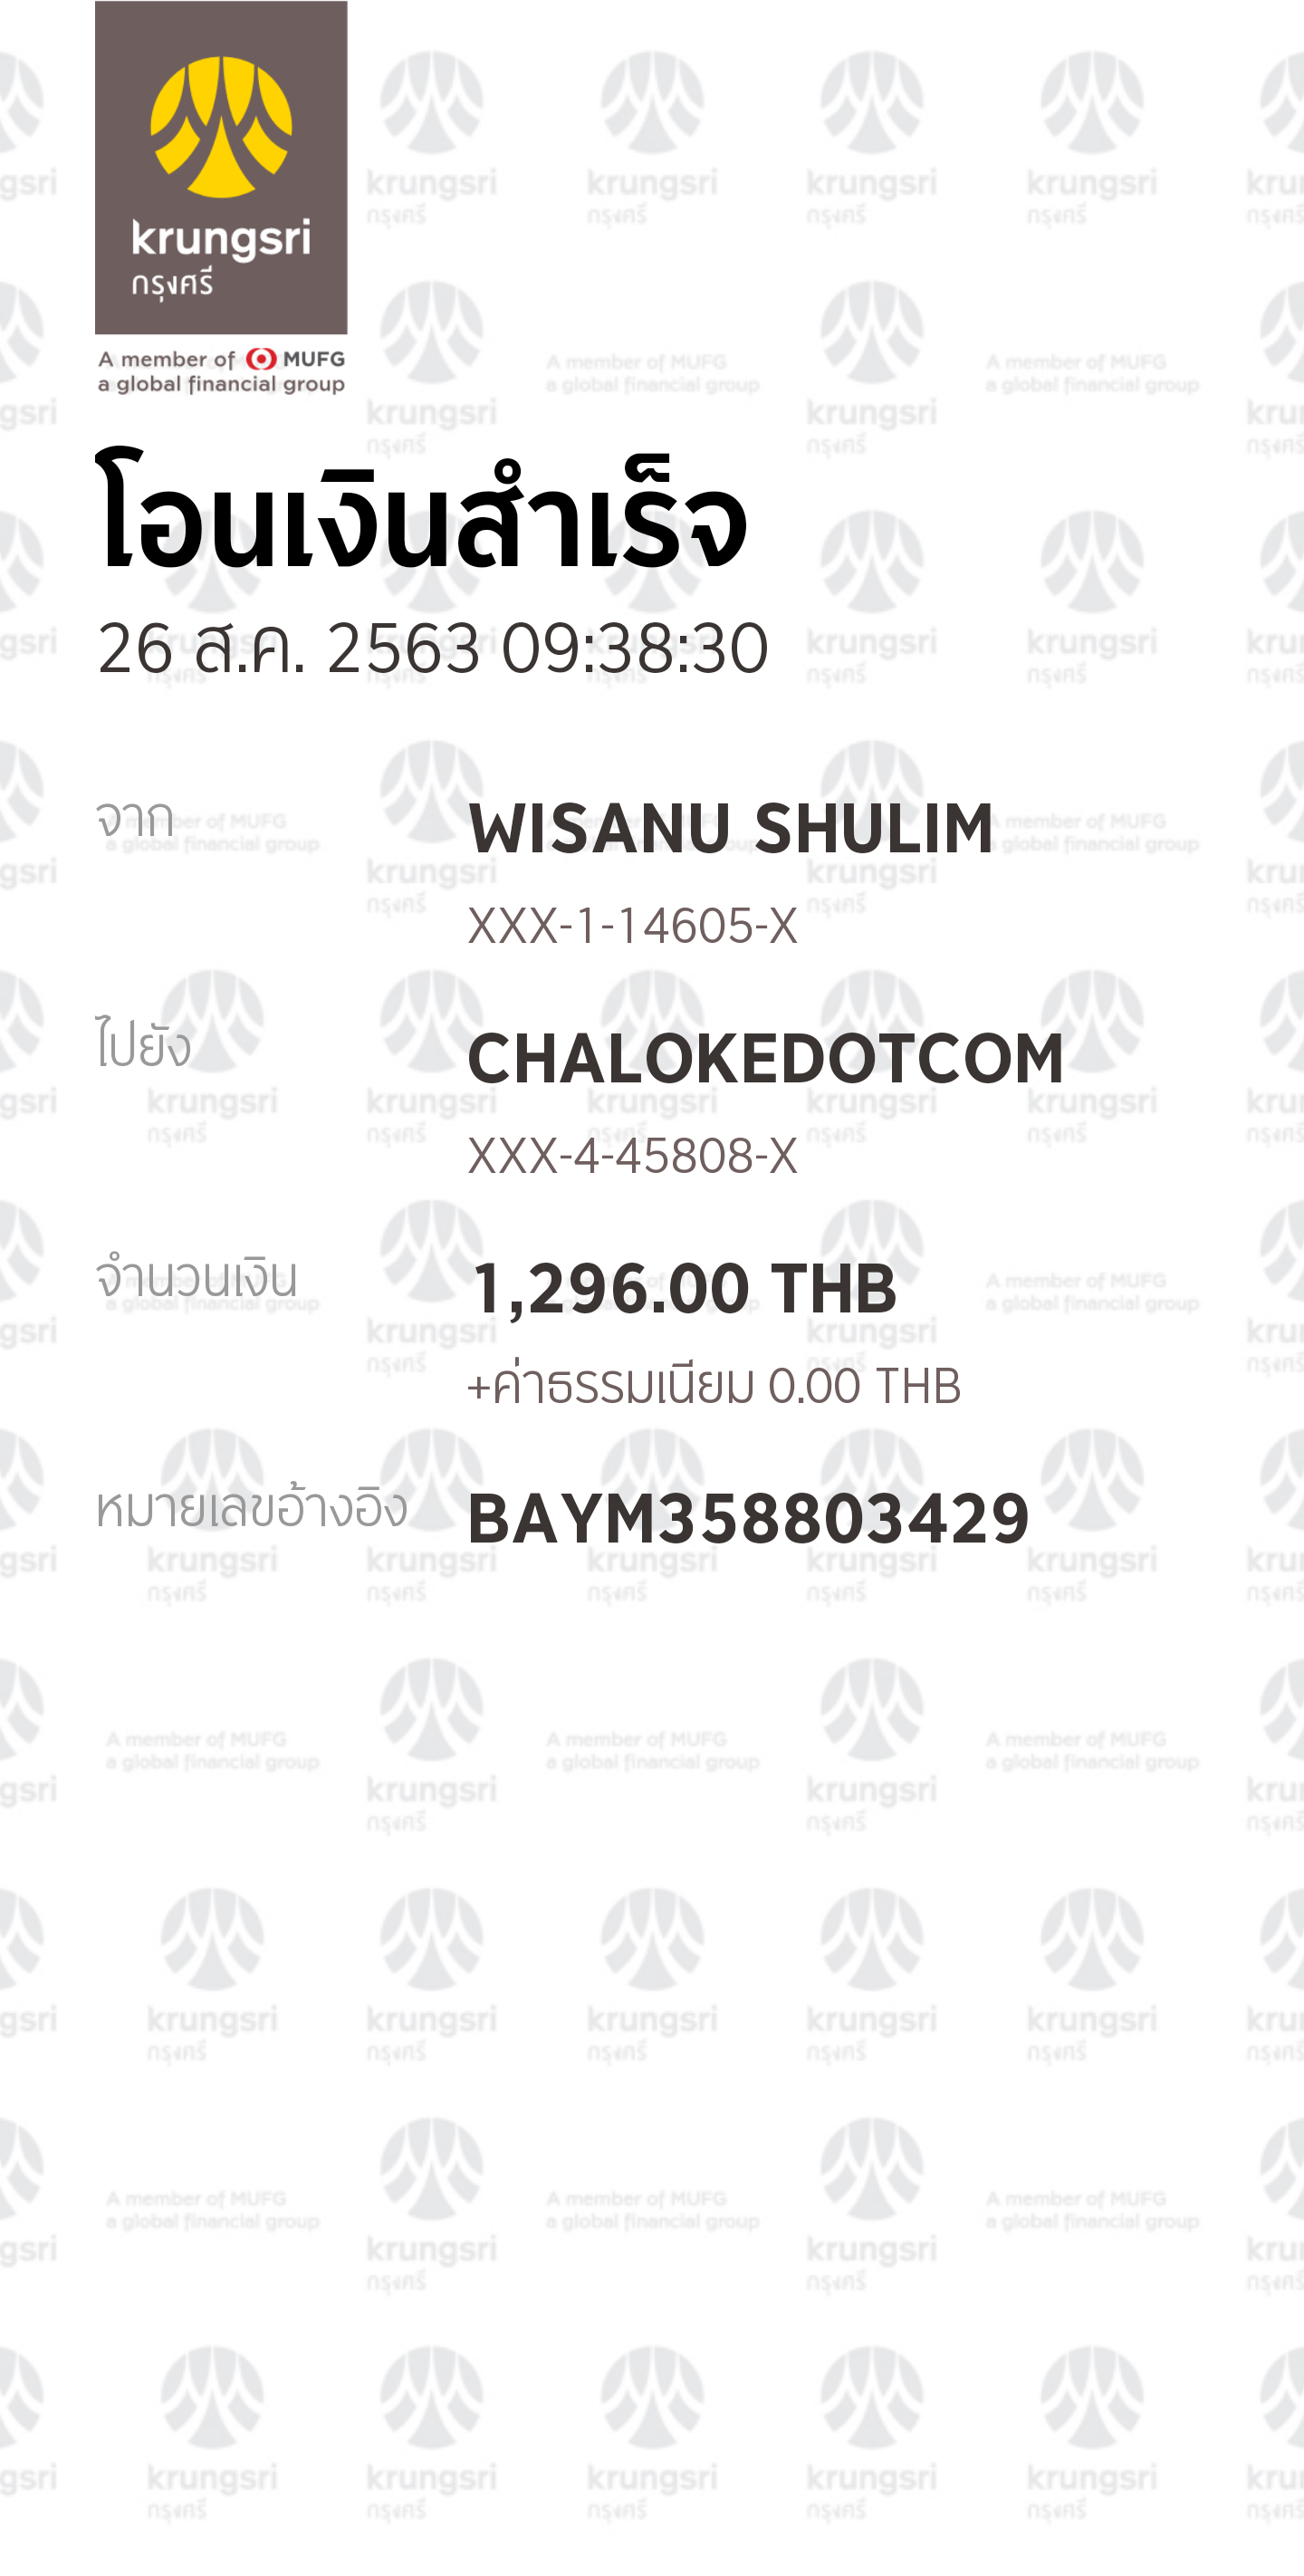 krungsri
กรุงศรี
A member of MUFG
a global financial group
โอนเงินสำเร็จ
26 ส.ค. 2563 09:38:30
จาก
WISANU SHULIM
XXX-1-14605-X
ไปยัง
CHALOKEDOTCOM
XXX-4-45808-X
จำนวนเงิน
1,296.00 THB
+ค่าธรรมเนียม 0.00 THB
หมายเลขอ้างอิง
BAYM358803429